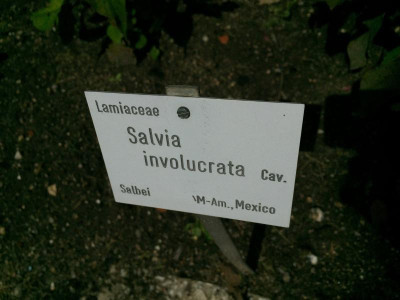 Lamiaceae
Salvia
involucrata Cav.
Salbei \M-Am., Mexico